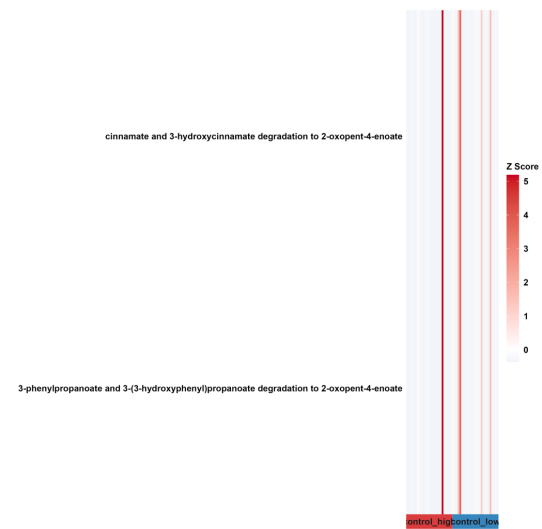 cinnamate and 3-hydroxycinnamate degradation to 2-oxopent-4-enoate
Z Score
5
4
3
2
1
0
3-phenylpropanoate and 3-(3-hydroxyphenyl)propanoate degradation to 2-oxopent-4-enoate
ontrol_hig control_low